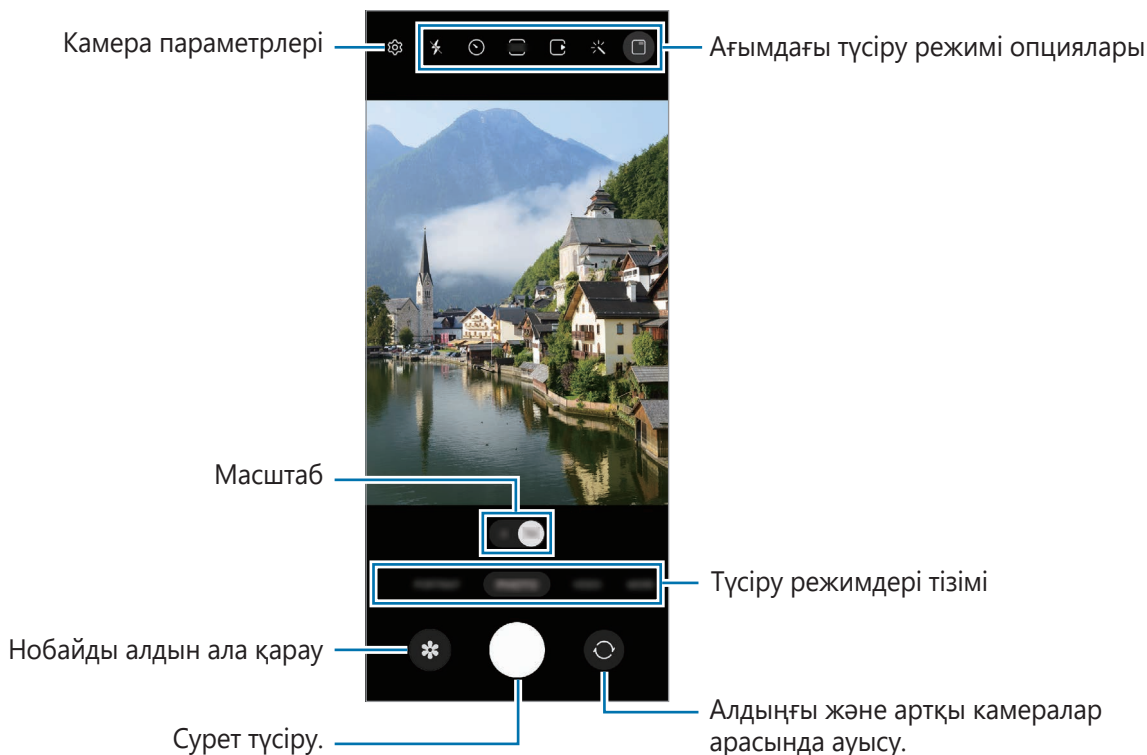 Камера параметрлері
Ағымдағы түсіру режимі опциялары
Масштаб
Түсіру режимдері тізімі
Нобайды алдын ала қарау
Сурет түсіру.
Алдыңғы және артқы камералар
арасында ауысу.